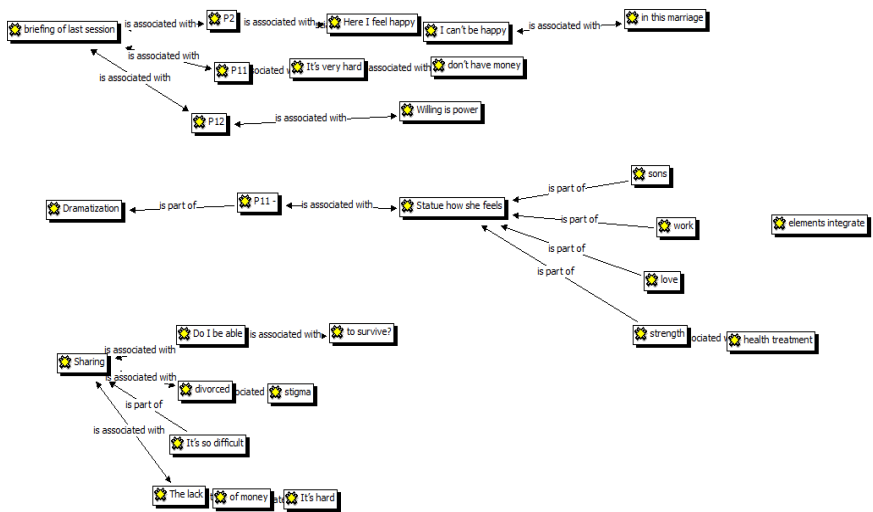 briefing of last session
is associated with
P2
is associated with
Here I feel happy
I can't be happy
is associated with
in this marriage
is associated with
P11
It's very hard
associated with
don't have money
is associated with
P12
is associated with
Willing is power
Dramatization
is part of
P11 -
is associated with
Statue how she feels
is part of
sons
is part of
work
elements integrate
is part of
love
is part of
strength
health treatment
Sharing
is associated with
Do I be able
is associated with
to survive?
is associated with
divorced
stigma
is part of
It's so difficult
is associated with
The lack
of money
It's hard